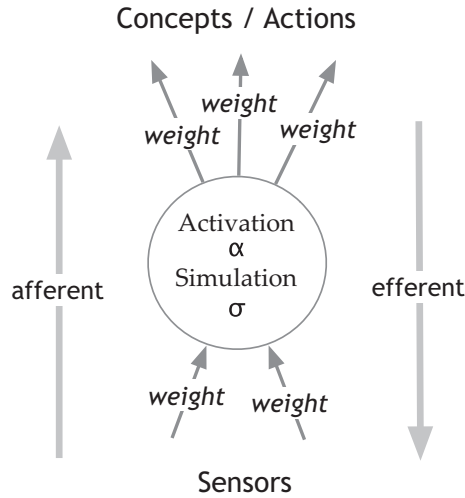 Concepts / Actions
weight
weight
weight
Activation
α
Simulation
σ
afferent
efferent
weight
weight
Sensors